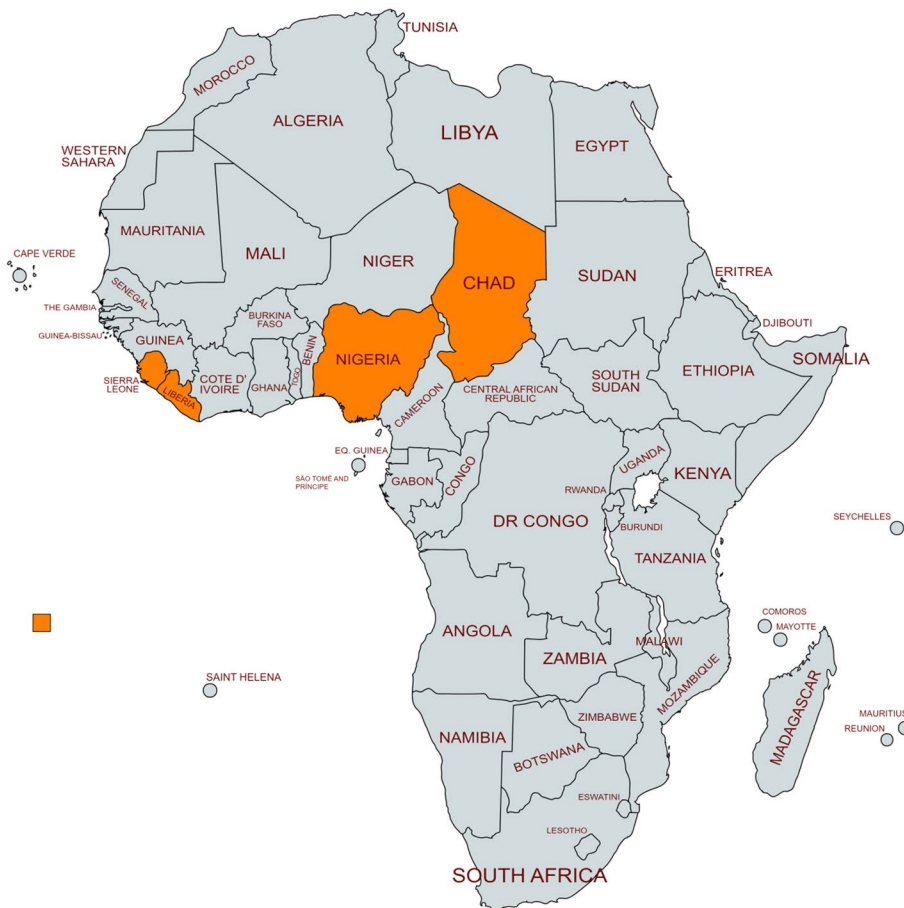 TUNISIA
MOROCCO
ALGERIA
LIBYA
EGYPT
WESTERN
SAHARA
MAURITANIA
MALI
NIGER
CHAD
SUDAN
ERITREA
CAPE VERDE
SENEGAL
THE GAMBIA
GUINEA-BISSAU
GUINEA
BURKINA
FASO
BENIN
NIGERIA
DJIBOUTI
SOMALIA
SIERRA
LEONE
LIBERIA
COTE D'
IVOIRE
GHANA
TOGO
CAMEROON
CENTRAL AFRICAN
REPUBLIC
SOUTH
SUDAN
ETHIOPIA
EQ. GUINEA
SÃO TOMÉ AND
PRÍNCIPE
GABON
CONGO
DR CONGO
UGANDA
KENYA
RWANDA
BURUNDI
TANZANIA
SEYCHELLES
COMOROS
MAYOTTE
ANGOLA
ZAMBIA
MALAWI
MOZAMBIQUE
SAINT HELENA
MADAGASCAR
MAURITIUS
REUNION
NAMIBIA
BOTSWANA
ZIMBABWE
ESWATINI
LESOTHO
SOUTH AFRICA